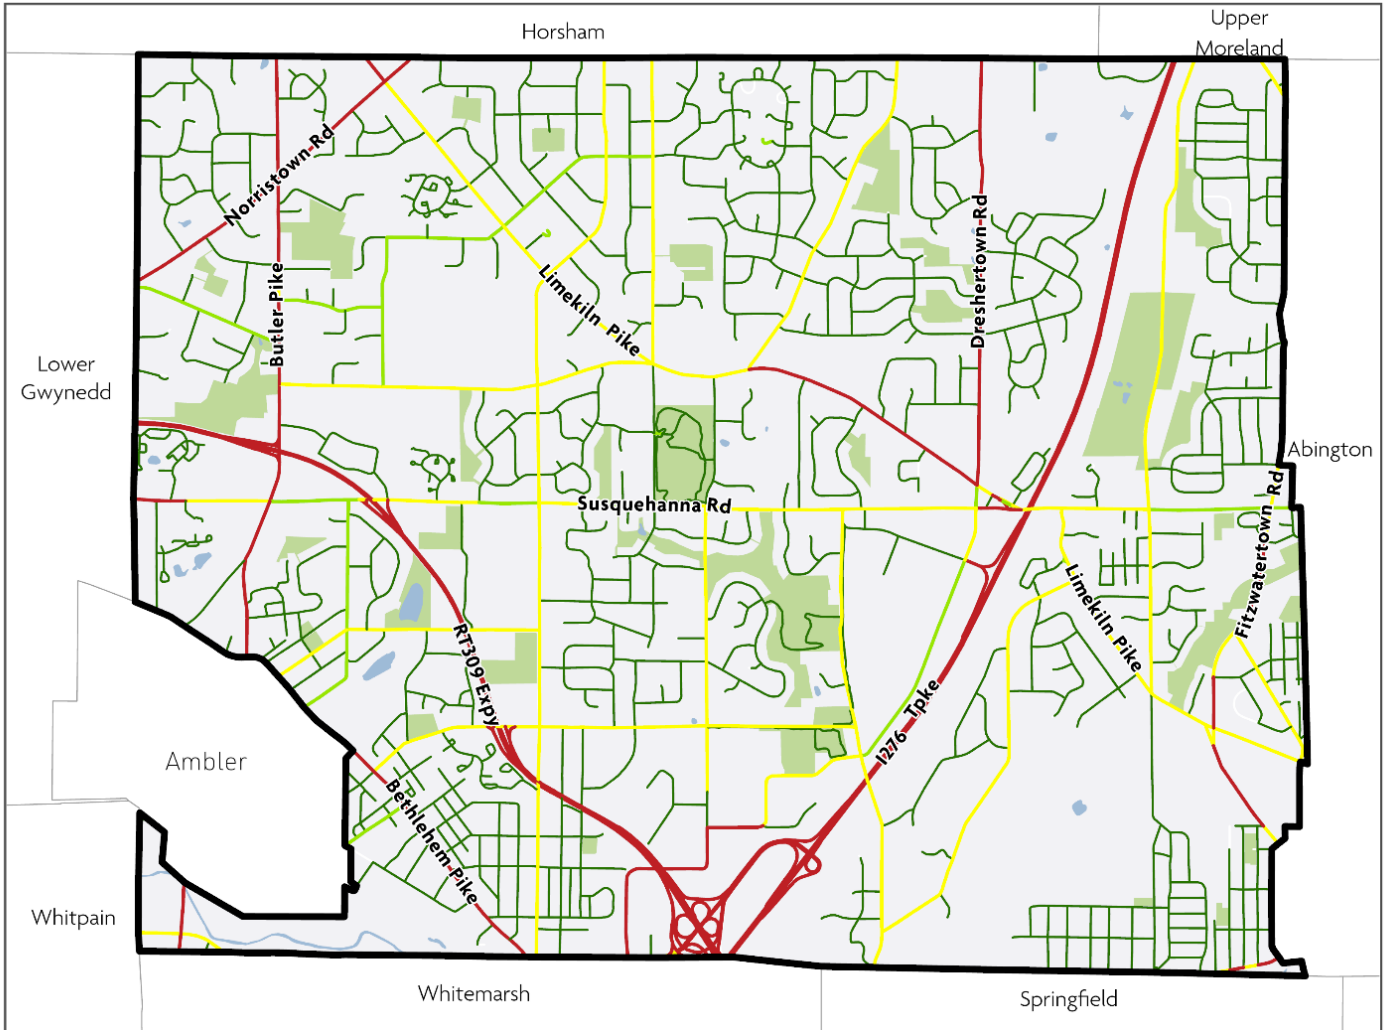 Horsham
Upper
Moreland
Norristown Rd
Butler Pike
Limekiln Pike
Dreshertown Rd
Lower
Gwynedd
Abington
Susquehanna Rd
Fitzwatertown Rd
Limekiln Pike
RT309 Expy
I276 Tpke
Ambler
Bethlehem Pike
Whitpain
Whitemarsh
Springfield